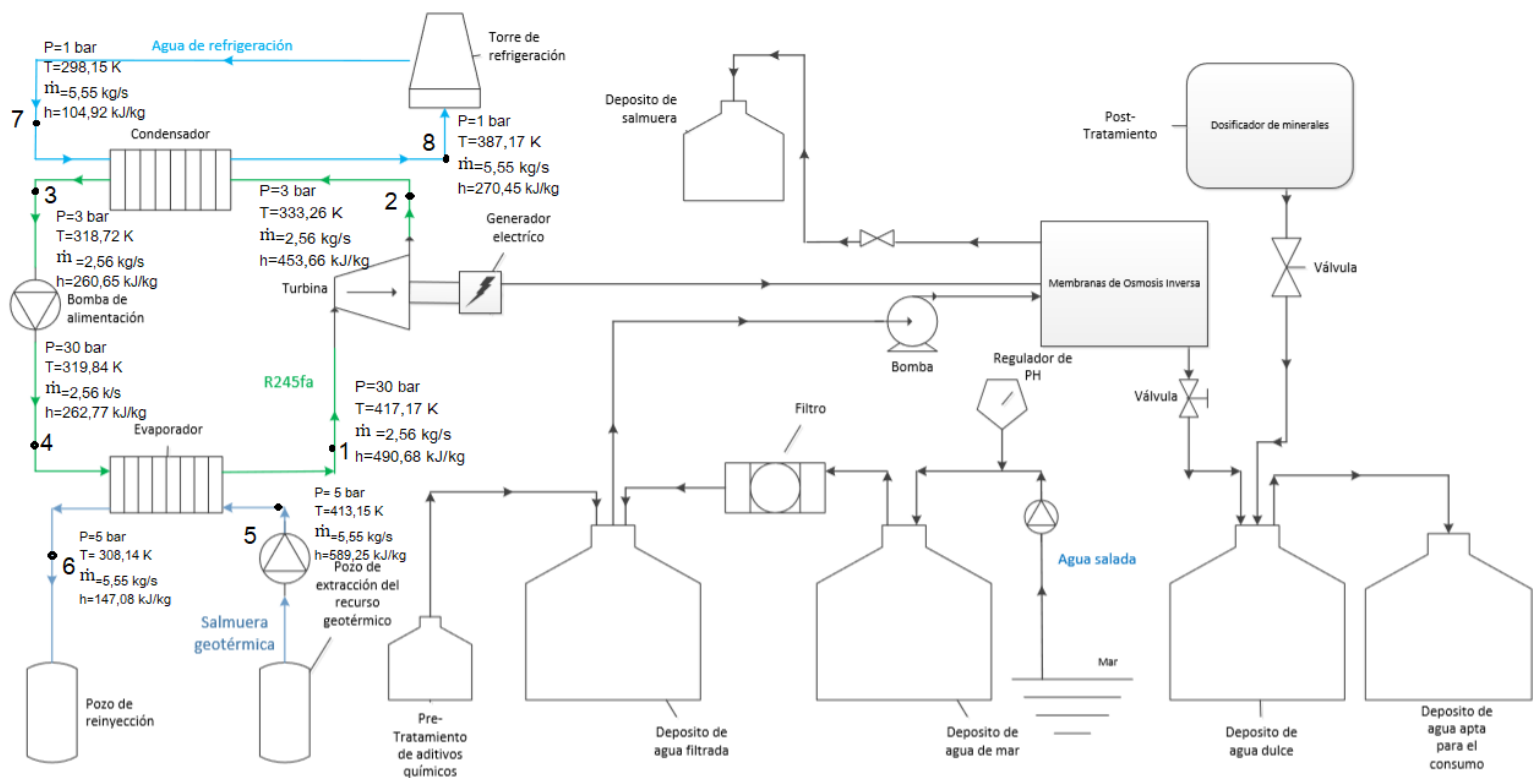 P=1 bar
T=298,15 K
ṁ=5,55 kg/s
h=104,92 kJ/kg
7
Agua de refrigeración
Torre de
refrigeración
8
P=1 bar
T=387,17 K
ṁ=5,55 kg/s
h=270,45 kJ/kg
Condensador
3
P=3 bar
T=318,72 K
ṁ=2,56 kg/s
h=260,65 kJ/kg
P=3 bar
T=333,26 K
ṁ=2,56 kg/s
h=453,66 kJ/kg
2
Generador
electríco
Turbina
Bomba de
alimentación
P=30 bar
T=319,84 K
ṁ=2,56 k/s
h=262,77 kJ/kg
R245fa
P=30 bar
T=417,17 K
ṁ =2,56 kg/s
h=490,68 kJ/kg
4
Evaporador
1
P= 5 bar
T=413,15 K
ṁ=5,55 kg/s
h=589,25 kJ/kg
5
P=5 bar
T= 308,14 K
ṁ=5,55 kg/s
h=147,08 kJ/kg
6
Pozo de
extracción del
recurso
geotérmico
Salmuera
geotérmica
Pozo de
reinyección
Pre-
Tratamiento
de aditivos
químicos
Deposito de
salmuera
Post-
Tratamiento
Dosificador de minerales
Válvula
Membranas de Osmosis Inversa
Bomba
Regulador de
PH
Válvula
Filtro
Agua salada
Mar
Deposito de
agua filtrada
Deposito de
agua de mar
Deposito de
agua dulce
Deposito de
agua apta
para el
consumo